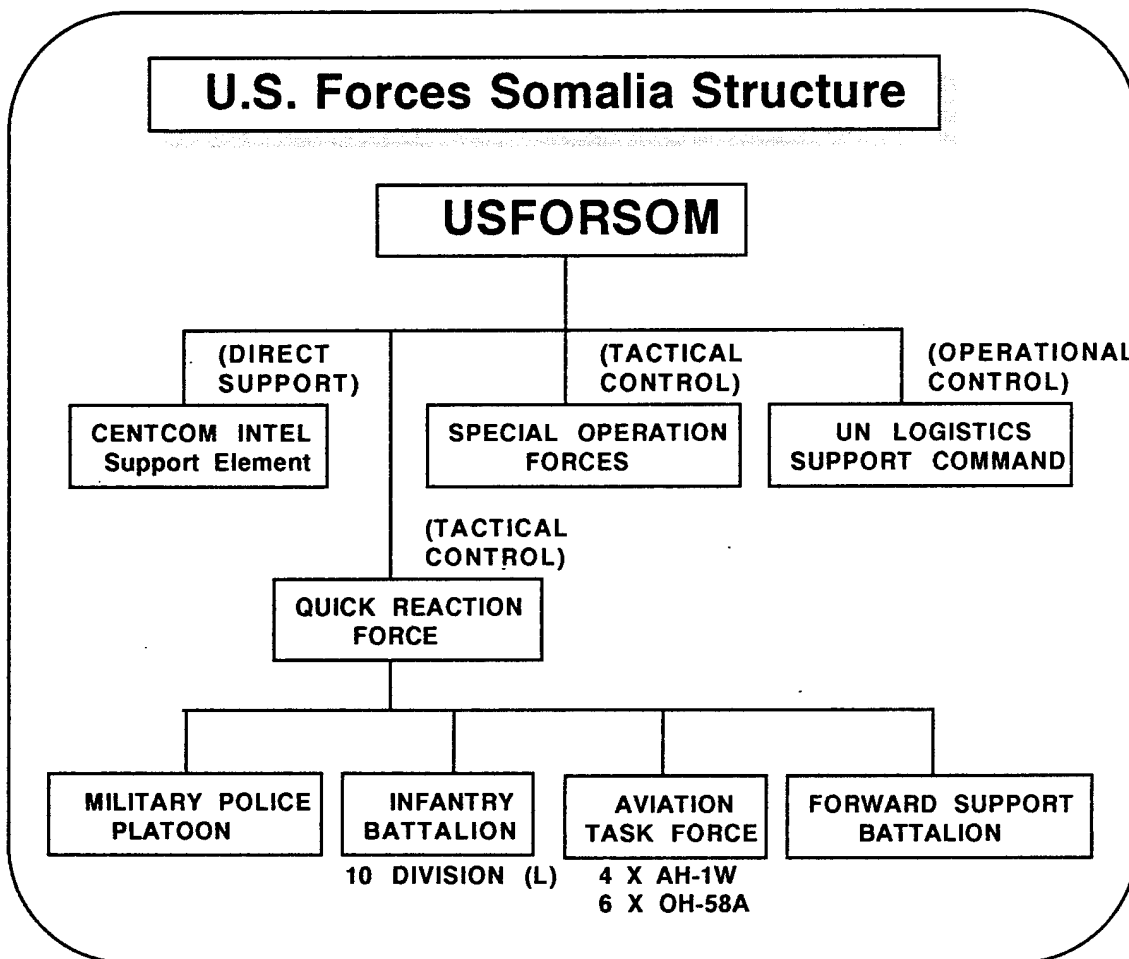 U.S. Forces Somalia Structure
USFORSOM
(DIRECT
SUPPORT)
CENTCOM INTEL
Support Element
(TACTICAL
CONTROL)
SPECIAL OPERATION
FORCES
(OPERATIONAL
CONTROL)
UN LOGISTICS
SUPPORT COMMAND
(TACTICAL
CONTROL)
QUICK REACTION
FORCE
MILITARY POLICE
PLATOON
INFANTRY
BATTALION
10 DIVISION (L)
AVIATION
TASK FORCE
4 X AH-1W
6 X OH-58A
FORWARD SUPPORT
BATTALION